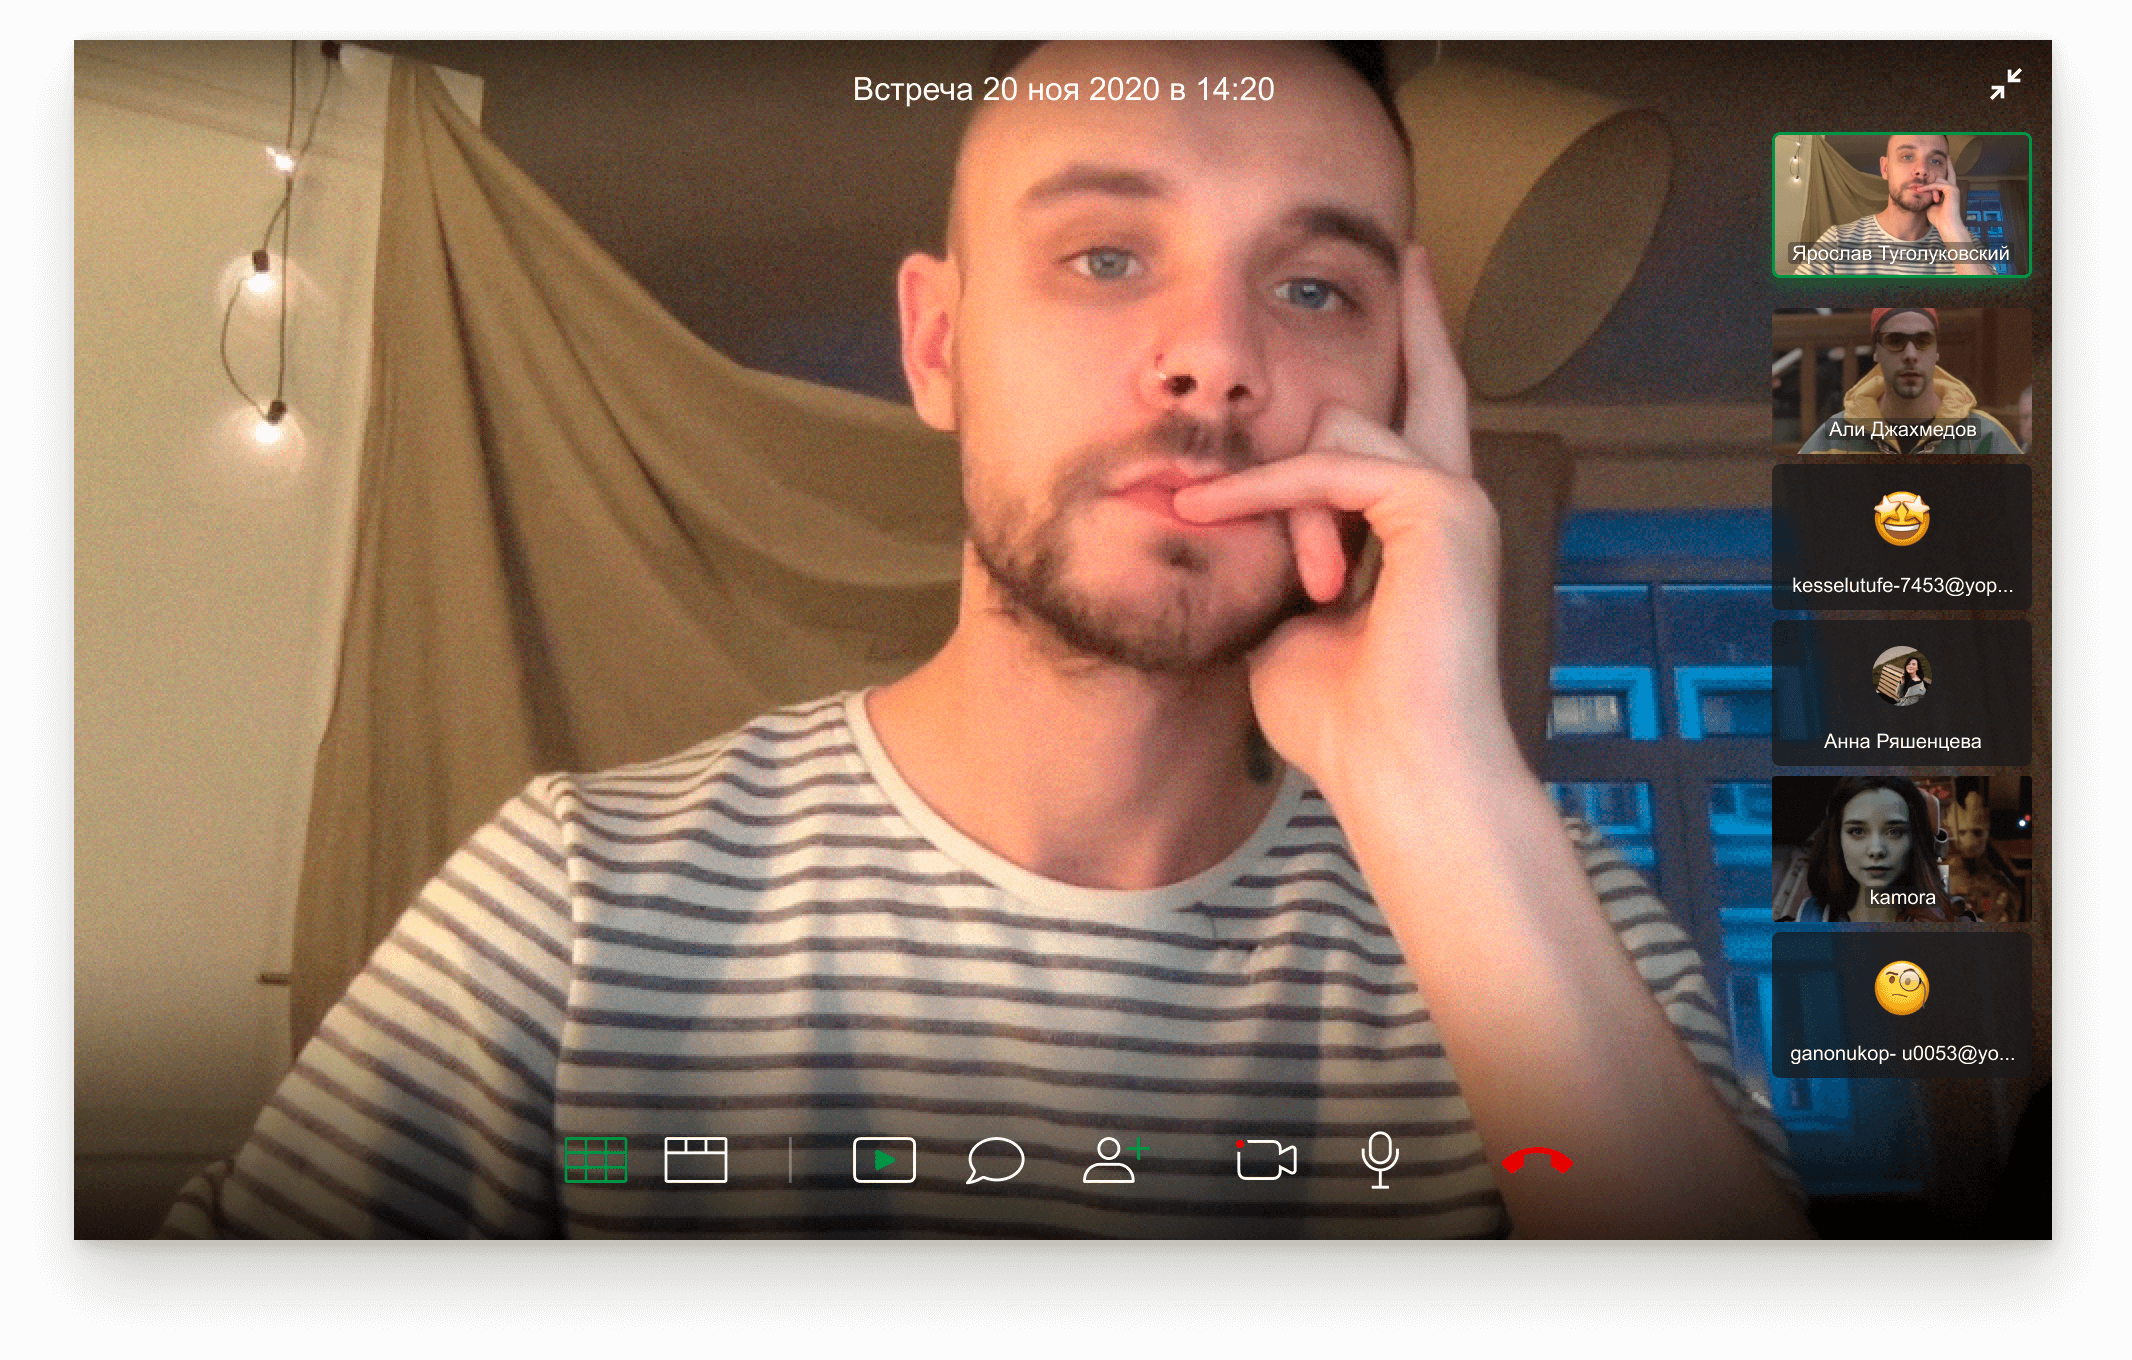 Встреча 20 ноя 2020 в 14:20
Ярослав Туголуковский
Али Джахмедов
kesselutufe-7453@yop...
Анна Ряшенцева
kamora
ganonukop- u0053@yo...